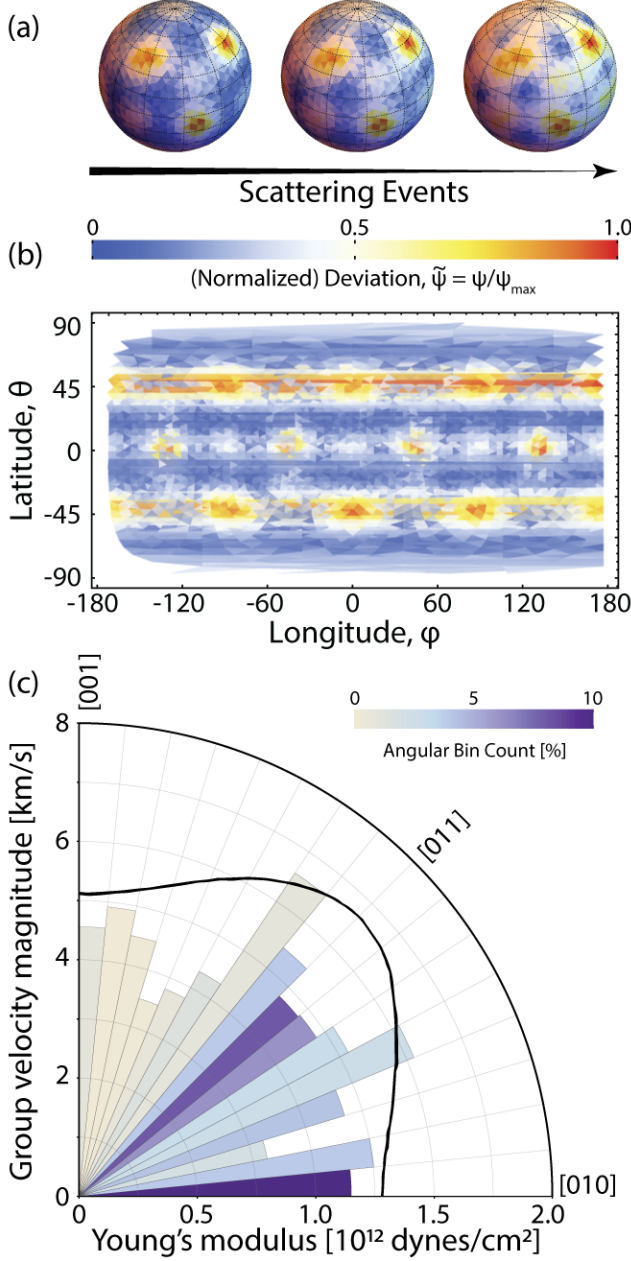 (a)
Scattering Events
0 0.5 1.0
(b)
(Normalized) Deviation, ψ̃ = ψ/ψmax
90
45
0
-45
-90
Latitude, θ
-180 -120 -60 0 60 120 180
Longitude, φ
(c)
[001]
0 5 10
Angular Bin Count [%]
8
6
4
2
0
Group velocity magnitude [km/s]
[011]
[010]
0 0.5 1.0 1.5 2.0
Young's modulus [10¹² dynes/cm²]